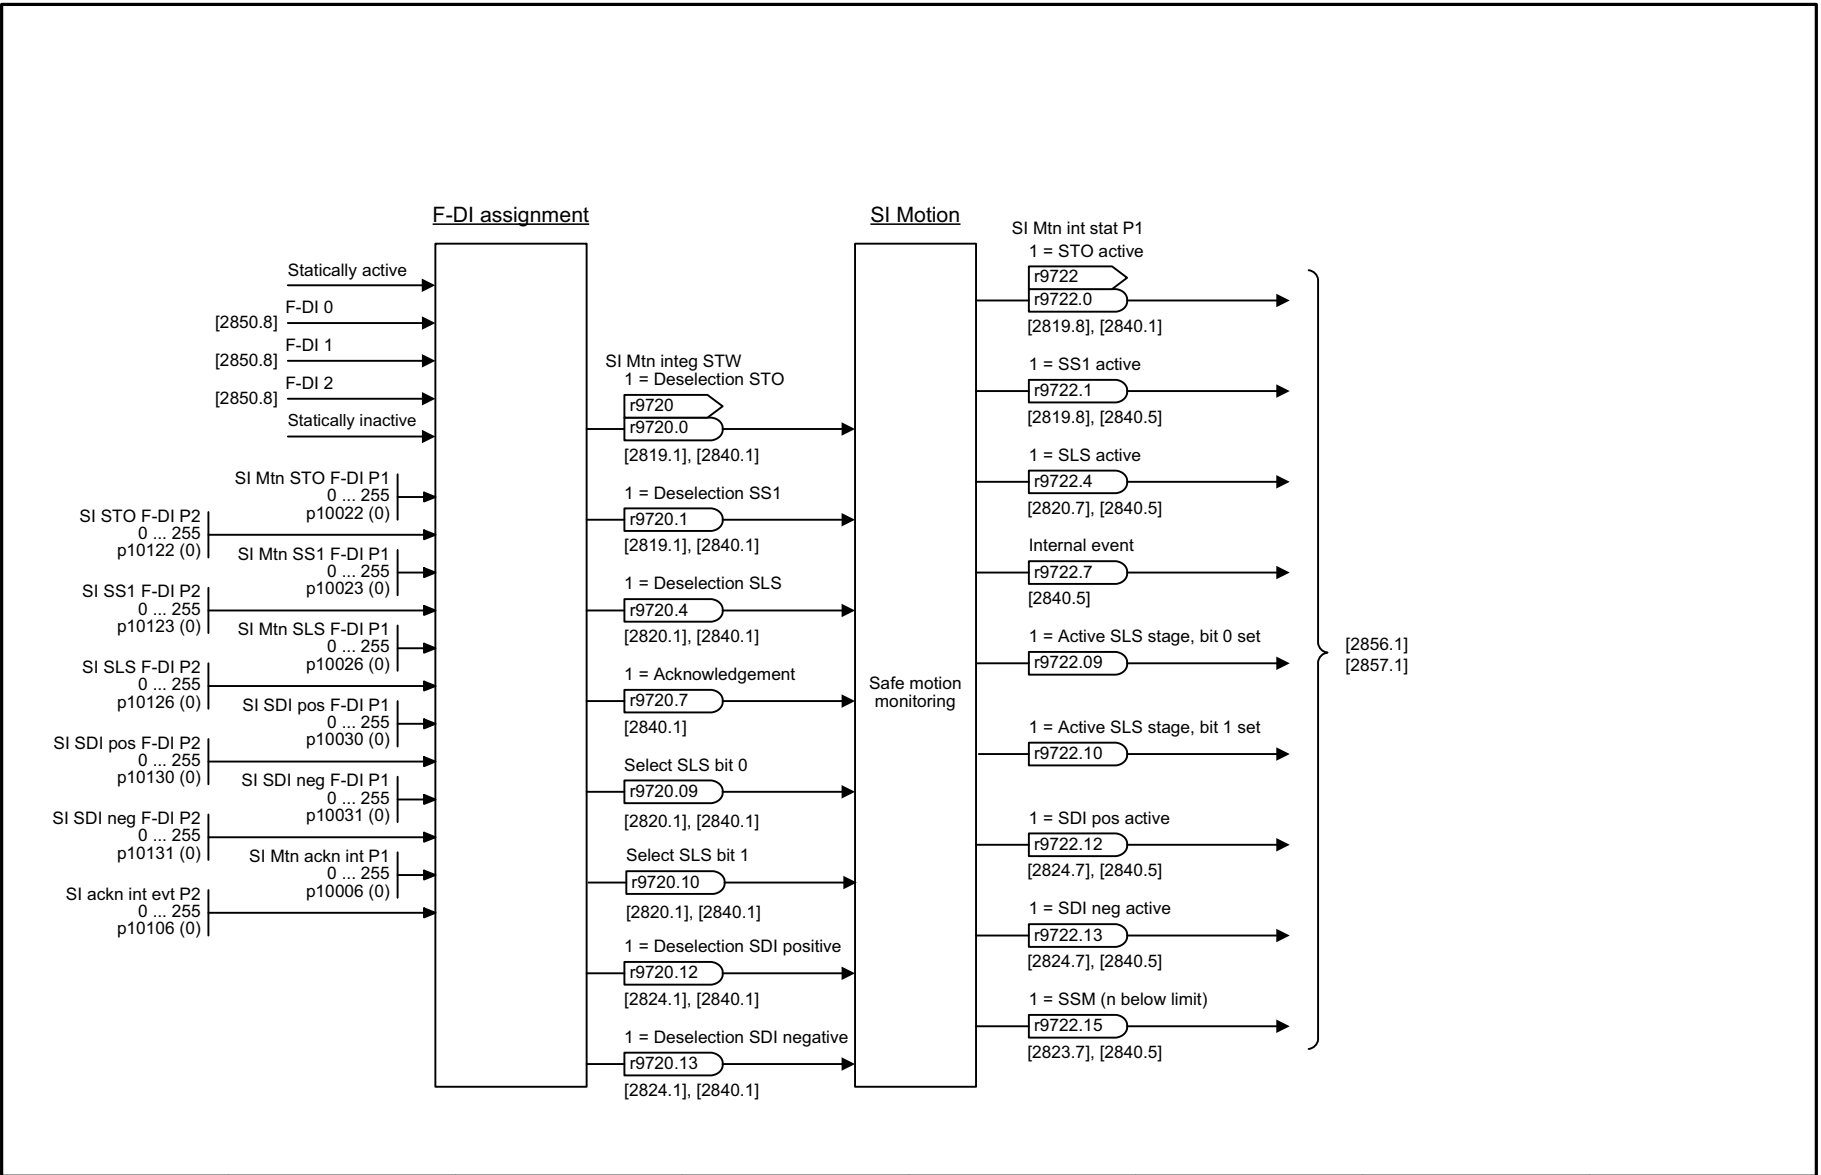 F-DI assignment
Statically active
F-DI 0
[2850.8]
F-DI 1
[2850.8]
F-DI 2
[2850.8]
Statically inactive
SI Mtn STO F-DI P1
0 ... 255
p10022 (0)
SI STO F-DI P2
0 ... 255
p10122 (0)
SI Mtn SS1 F-DI P1
0 ... 255
p10023 (0)
SI SS1 F-DI P2
0 ... 255
p10123 (0)
SI Mtn SLS F-DI P1
0 ... 255
p10026 (0)
SI SLS F-DI P2
0 ... 255
p10126 (0)
SI SDI pos F-DI P1
0 ... 255
p10030 (0)
SI SDI pos F-DI P2
0 ... 255
p10130 (0)
SI SDI neg F-DI P1
0 ... 255
p10031 (0)
SI SDI neg F-DI P2
0 ... 255
p10131 (0)
SI Mtn ackn int P1
0 ... 255
p10006 (0)
SI ackn int evt P2
0 ... 255
p10106 (0)
SI Mtn integ STW
1 = Deselection STO
r9720
r9720.0
[2819.1], [2840.1]
1 = Deselection SS1
r9720.1
[2819.1], [2840.1]
1 = Deselection SLS
r9720.4
[2820.1], [2840.1]
1 = Acknowledgement
r9720.7
[2840.1]
Select SLS bit 0
r9720.09
[2820.1], [2840.1]
Select SLS bit 1
r9720.10
[2820.1], [2840.1]
1 = Deselection SDI positive
r9720.12
[2824.1], [2840.1]
1 = Deselection SDI negative
r9720.13
[2824.1], [2840.1]
SI Motion
Safe motion
monitoring
SI Mtn int stat P1
1 = STO active
r9722
r9722.0
[2819.8], [2840.1]
1 = SS1 active
r9722.1
[2819.8], [2840.5]
1 = SLS active
r9722.4
[2820.7], [2840.5]
Internal event
r9722.7
[2840.5]
1 = Active SLS stage, bit 0 set
r9722.09
1 = Active SLS stage, bit 1 set
r9722.10
1 = SDI pos active
r9722.12
[2824.7], [2840.5]
1 = SDI neg active
r9722.13
[2824.7], [2840.5]
1 = SSM (n below limit)
r9722.15
[2823.7], [2840.5]
[2856.1]
[2857.1]